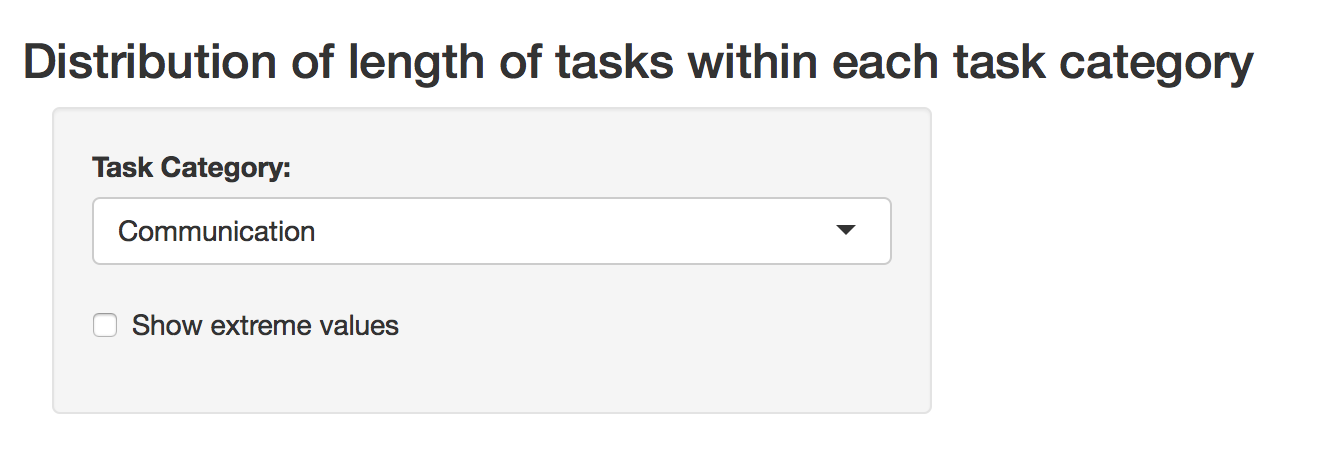 Distribution of length of tasks within each task category
Task Category:
Communication
Show extreme values